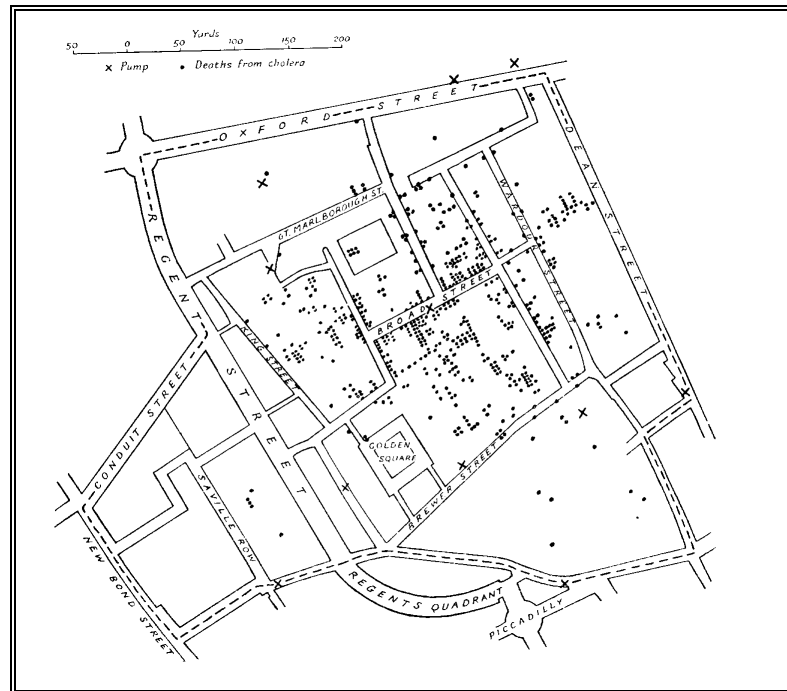 Yards
50 0 50 100 150 200
× Pump • Deaths from cholera
OXFORD STREET
DEAN STREET
REGENT STREET
GT. MARLBOROUGH ST.
WARDOUR STREET
BROAD STREET
KING STREET
CONDUIT STREET
GOLDEN
SQUARE
BREWER STREET
SAVILLE ROW
NEW BOND STREET
REGENTS QUADRANT
PICCADILLY